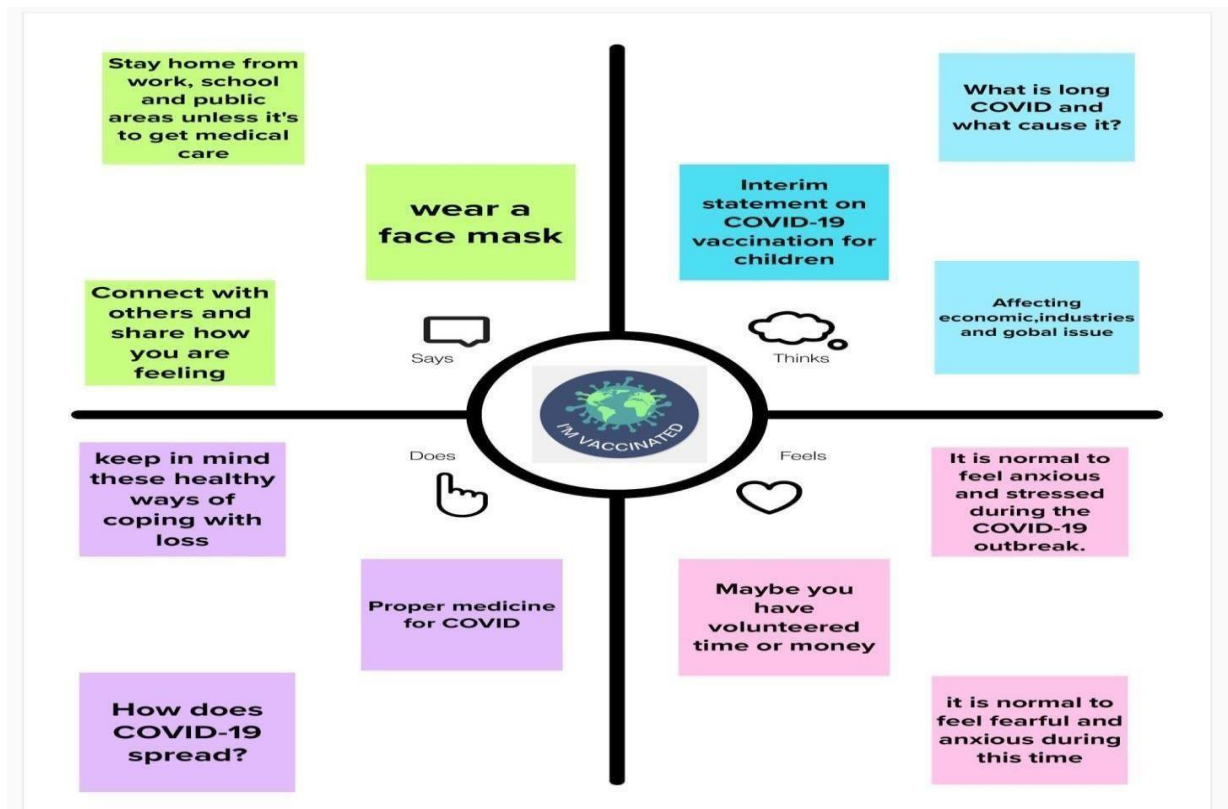 Stay home from
work, school
and public
areas unless it's
to get medical
care
wear a
face mask
Connect with
others and
share how
you are
feeling
Says
What is long
COVID and
what cause it?
Interim
statement on
COVID-19
vaccination for
children
Affecting
economic,industries
and gobal issue
Thinks
I'M VACCINATED
Does
keep in mind
these healthy
ways of
coping with
loss
Proper medicine
for COVID
How does
COVID-19
spread?
Feels
It is normal to
feel anxious
and stressed
during the
COVID-19
outbreak.
Maybe you
have
volunteered
time or money
it is normal to
feel fearful and
anxious during
this time